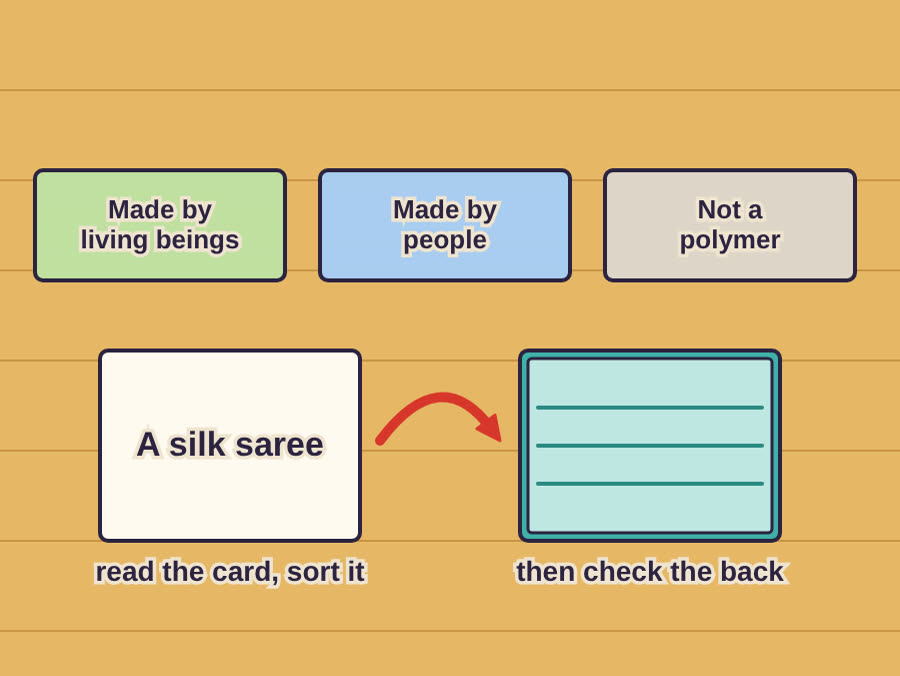 Made by
living beings
Made by
people
Not a
polymer
A silk saree
read the card, sort it
then check the back